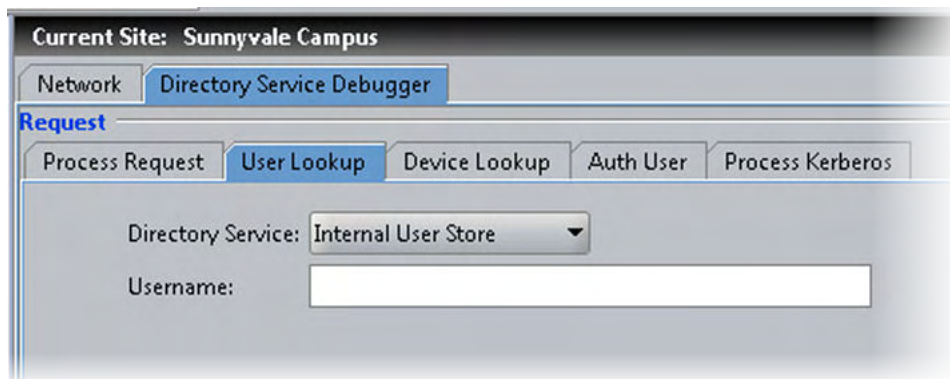 Current Site: Sunnyvale Campus
Network Directory Service Debugger
Request
Process Request User Lookup Device Lookup Auth User Process Kerberos
Directory Service: Internal User Store
Username: